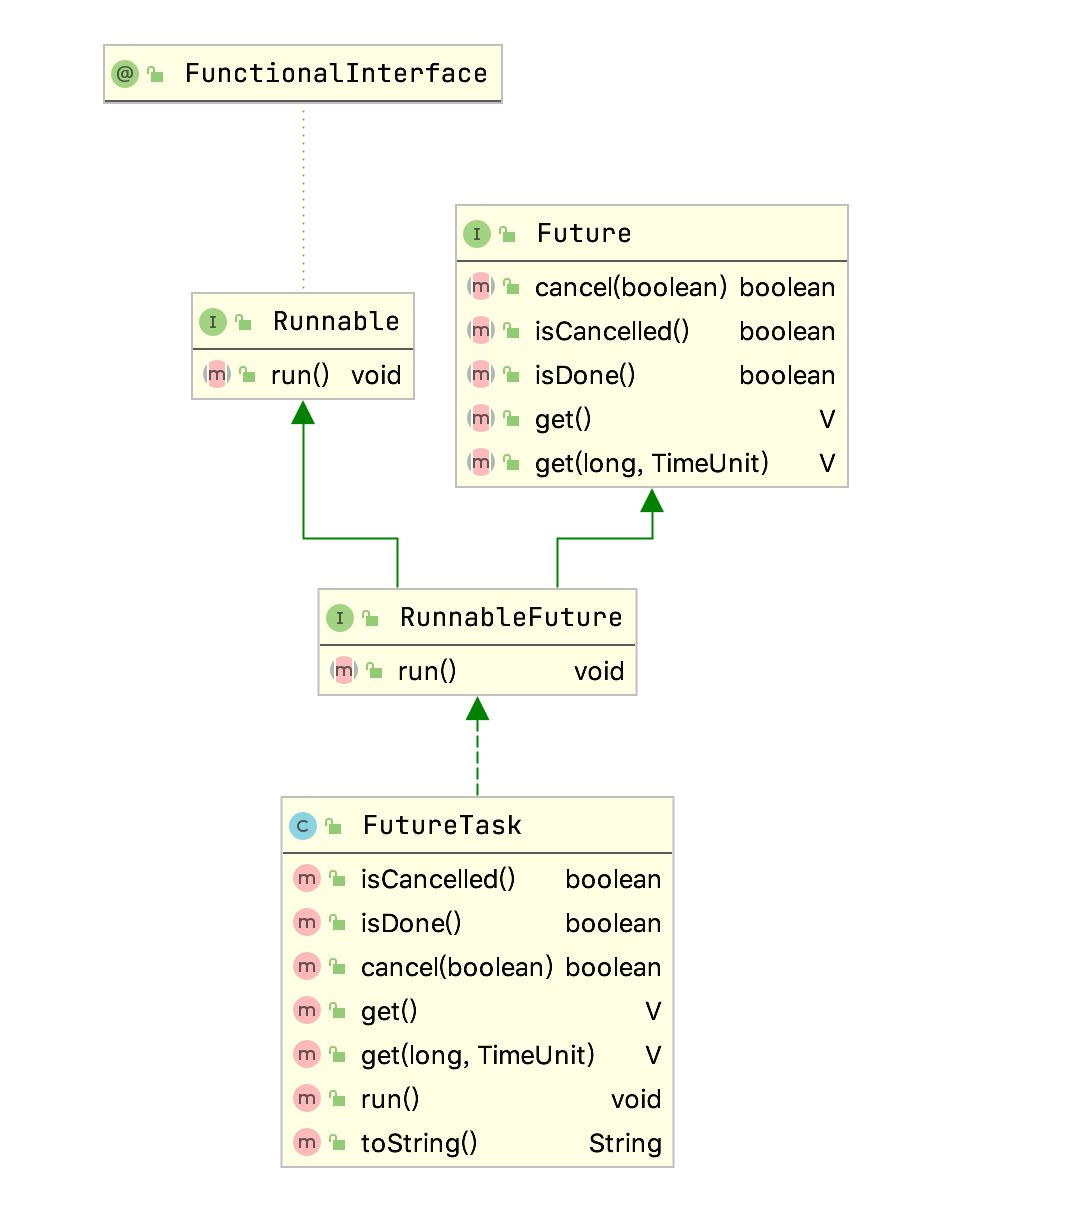 @ FunctionalInterface
I Future
m cancel(boolean) boolean
m isCancelled() boolean
m isDone() boolean
m get() V
m get(long, TimeUnit) V
I Runnable
m run() void
I RunnableFuture
m run() void
C FutureTask
m isCancelled() boolean
m isDone() boolean
m cancel(boolean) boolean
m get() V
m get(long, TimeUnit) V
m run() void
m toString() String